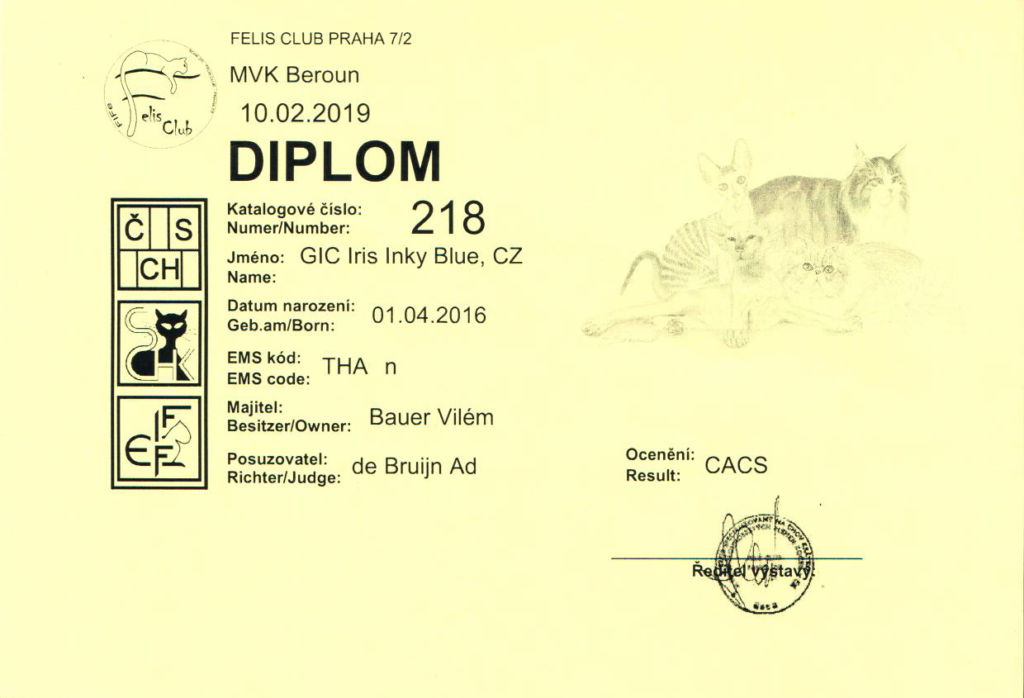 FELIS CLUB PRAHA 7/2
MVK Beroun
10.02.2019
FIFe
Felis
Club
DIPLOM
Katalogové číslo:
Numer/Number:
218
Jméno: GIC Iris Inky Blue, CZ
Name:
Datum narození:
Geb.am/Born:
01.04.2016
EMS kód:
EMS code:
THA n
Majitel:
Besitzer/Owner:
Bauer Vilém
Posuzovatel:
Richter/Judge:
de Bruijn Ad
Č S
CH
SCHK
FIFE
Ocenění:
Result:
CACS
Ředitel výstavy: